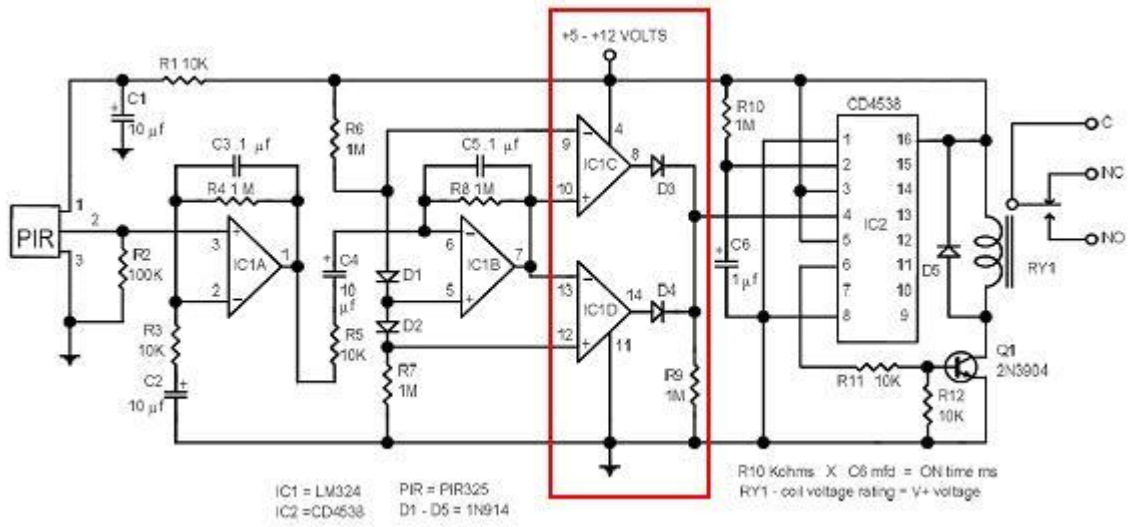 +5 - +12 VOLTS
R1 10K
C1
+
10 µf
R6
1M
R10
1M
CD4538
C3 .1 µf
R4 1M
C5 .1 µf
R8 1M
9
10
4
8
IC1C
D3
1
2
3
4
5
6
7
8
16
15
14
13
12
11
10
9
IC2
C
NC
NO
PIR
1
2
3
R2
100K
3
2
1
IC1A
+
C4
10
µf
R5
10K
D1
D2
6
5
7
IC1B
13
12
14
11
IC1D
D4
+
C6
1 µf
D5
RY1
R3
10K
C2
+
10 µf
R7
1M
R9
1M
R11 10K
R12
10K
Q1
2N3904
R10 Kohms X C6 mfd = ON time ms
RY1 - coil voltage rating = V+ voltage
IC1 = LM324 PIR = PIR325
IC2 = CD4538 D1 - D5 = 1N914